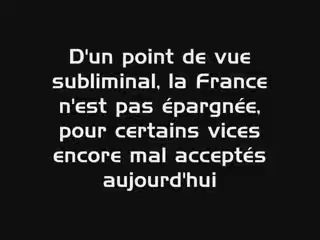 D'un point de vue
subliminal, la France
n'est pas épargnée,
pour certains vices
encore mal acceptés
aujourd'hui